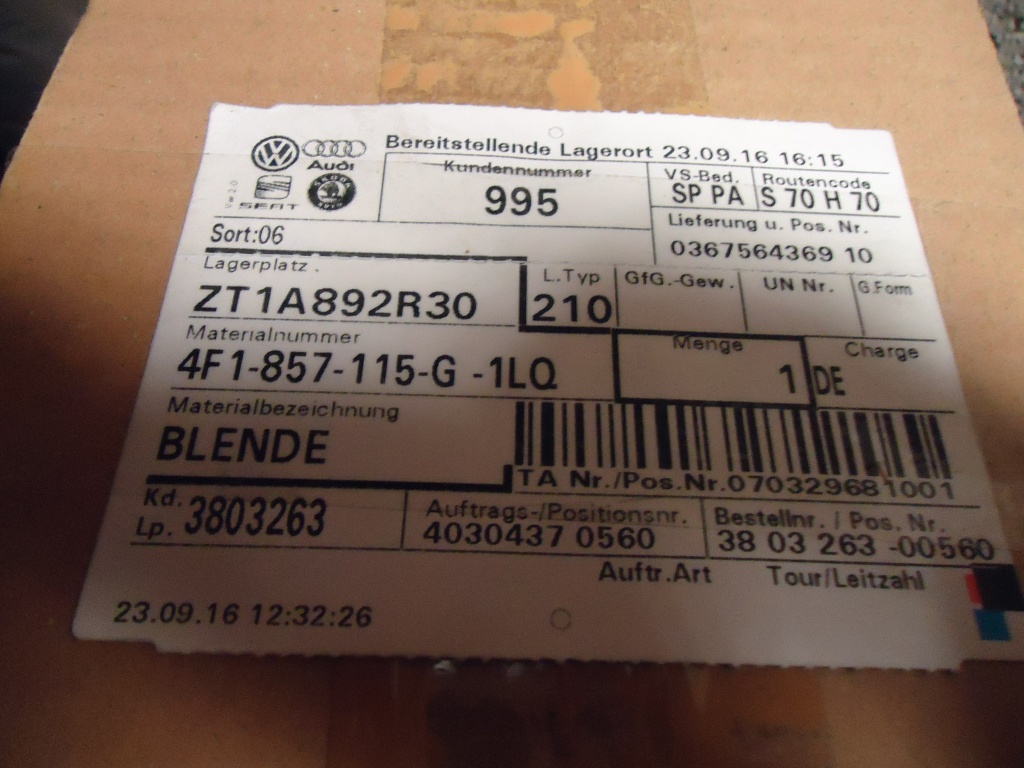 Bereitstellende Lagerort 23.09.16 16:15
Audi
SEAT
SKODA
AUTO
Kundennummer
995
VS-Bed.
SP PA
Routencode
S 70 H 70
Lieferung u. Pos. Nr.
0367564369 10
Sort:06
Lagerplatz.
ZT1A892R30
L.Typ
210
GfG.-Gew.
UN Nr.
G.Form
Materialnummer
4F1-857-115-G -1LQ
Menge
1
Charge
DE
Materialbezeichnung
BLENDE
TA Nr./Pos.Nr.070329681001
Kd.
Lp. 3803263
Auftrags-/Positionsnr.
4030437 0560
Bestellnr. / Pos. Nr.
38 03 263 -00560
Auftr.Art
Tour/Leitzahl
23.09.16 12:32:26